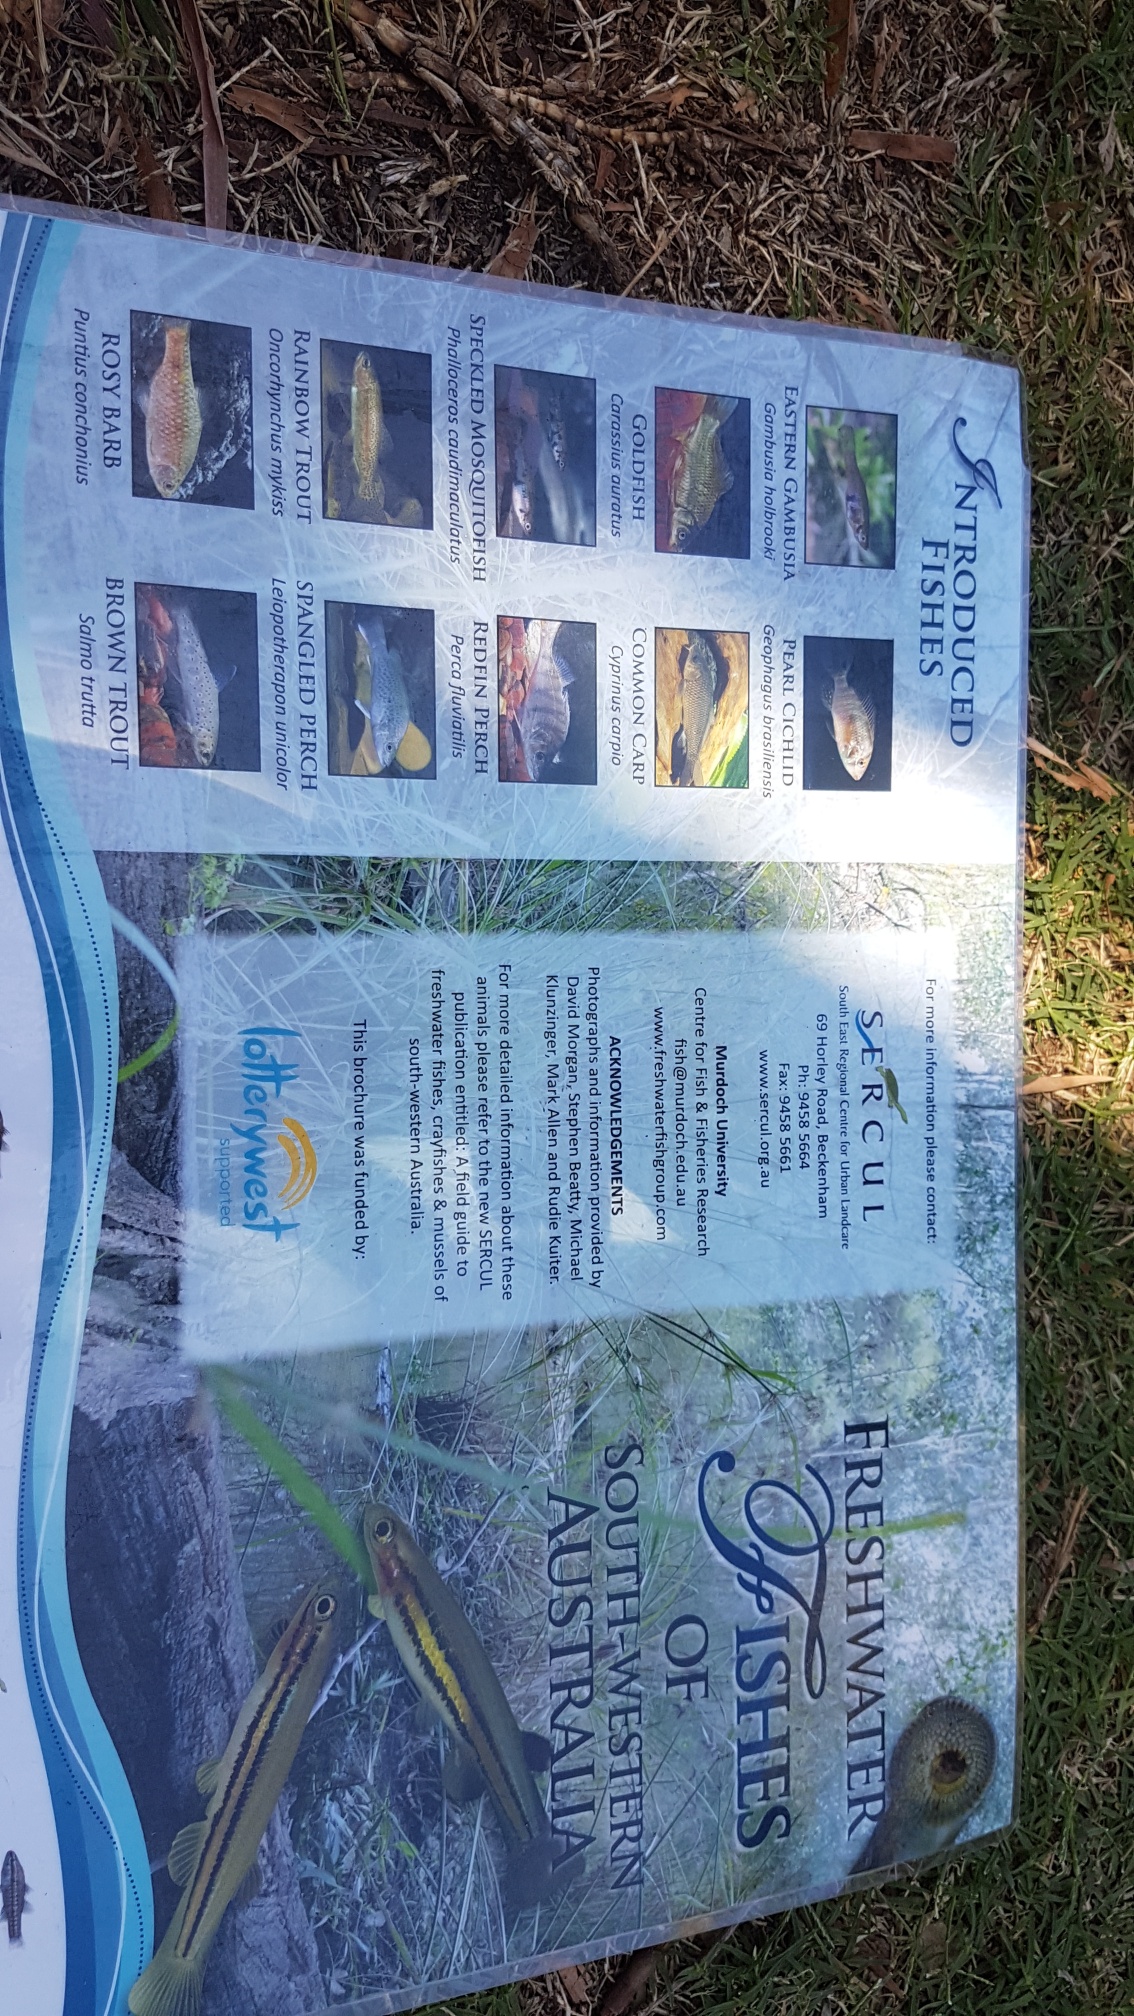 INTRODUCED
FISHES
EASTERN GAMBUSIA
Gambusia holbrooki
PEARL CICHLID
Geophagus brasiliensis
GOLDFISH
Carassius auratus
COMMON CARP
Cyprinus carpio
SPECKLED MOSQUITOFISH
Phalloceros caudimaculatus
REDFIN PERCH
Perca fluviatilis
RAINBOW TROUT
Oncorhynchus mykiss
SPANGLED PERCH
Leiopotherapon unicolor
ROSY BARB
Puntius conchonius
BROWN TROUT
Salmo trutta
For more information please contact:
SERCUL
South East Regional Centre for Urban Landcare
69 Horley Road, Beckenham
Ph: 9458 5664
Fax: 9458 5661
www.sercul.org.au
Murdoch University
Centre for Fish & Fisheries Research
fish@murdoch.edu.au
www.freshwaterfishgroup.com
ACKNOWLEDGEMENTS
Photographs and information provided by
David Morgan, Stephen Beatty, Michael
Klunzinger, Mark Allen and Rudie Kuiter.
For more detailed information about these
animals please refer to the new SERCUL
publication entitled: A field guide to
freshwater fishes, crayfishes & mussels of
south-western Australia.
This brochure was funded by:
lotterywest
supported
FRESHWATER
FISHES
OF
SOUTH-WESTERN
AUSTRALIA